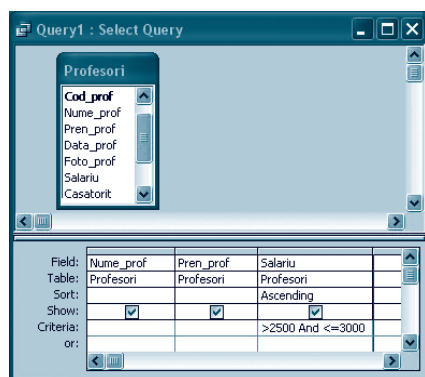 Query1 : Select Query
Profesori
Cod_prof
Nume_prof
Pren_prof
Data_prof
Foto_prof
Salariu
Casatorit
Field: Nume_prof Pren_prof Salariu
Table: Profesori Profesori Profesori
Sort: Ascending
Show:
Criteria: >2500 And <=3000
or: